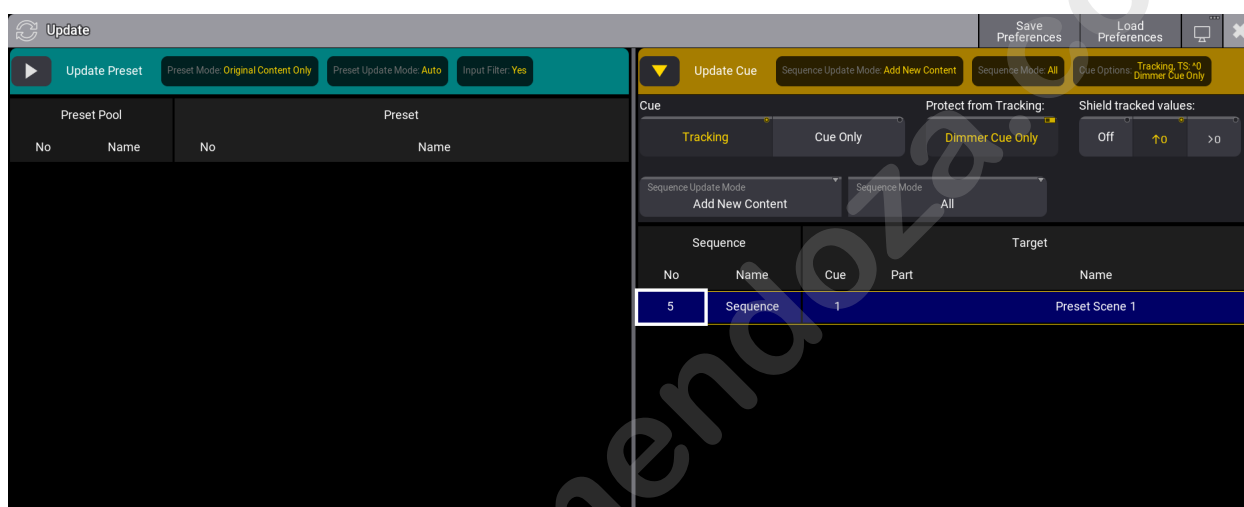 Update
Save Preferences
Load Preferences
Update Preset
Preset Mode: Original Content Only
Preset Update Mode: Auto
Input Filter: Yes
Preset Pool
Preset
No
Name
No
Name
Update Cue
Sequence Update Mode: Add New Content
Sequence Mode: All
Cue Options: Tracking, TS: ^0
Dimmer Cue Only
Cue
Protect from Tracking:
Shield tracked values:
Tracking
Cue Only
Dimmer Cue Only
Off
↑0
>0
Sequence Update Mode
Add New Content
Sequence Mode
All
Sequence
Target
No
Name
Cue
Part
Name
5
Sequence
1
Preset Scene 1
mendoza.co